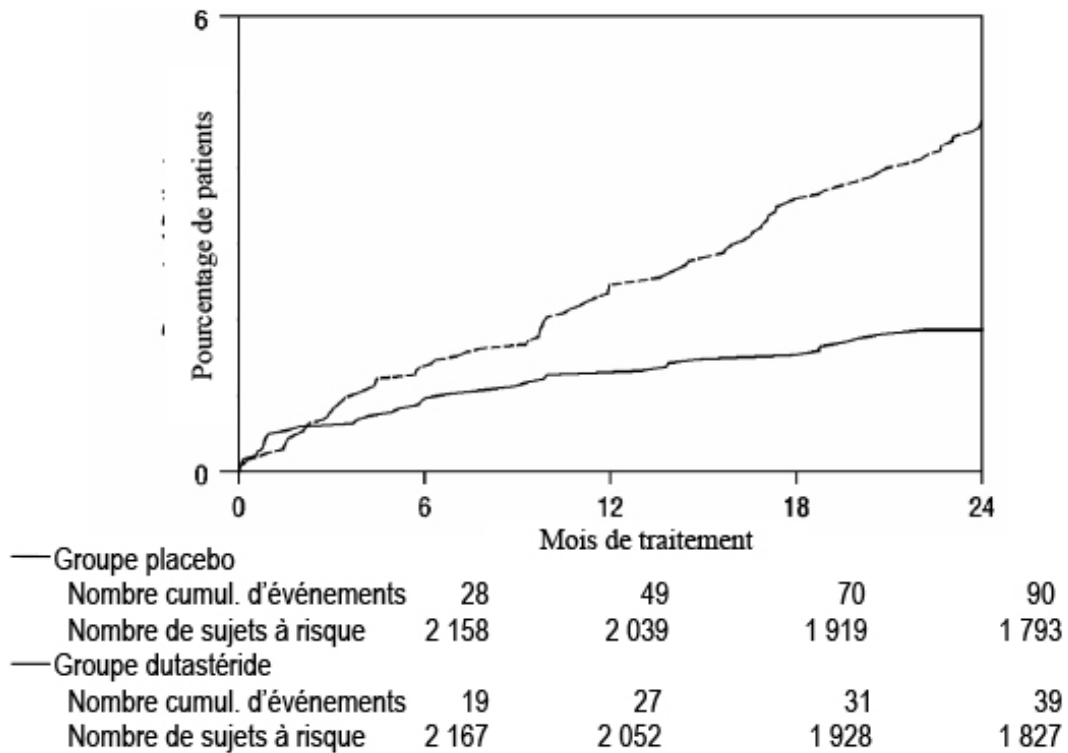 6
Pourcentage de patients
0
0 6 12 18 24
Mois de traitement
Groupe placebo
Nombre cumul. d'événements 28 49 70 90
Nombre de sujets à risque 2 158 2 039 1 919 1 793
Groupe dutastéride
Nombre cumul. d'événements 19 27 31 39
Nombre de sujets à risque 2 167 2 052 1 928 1 827